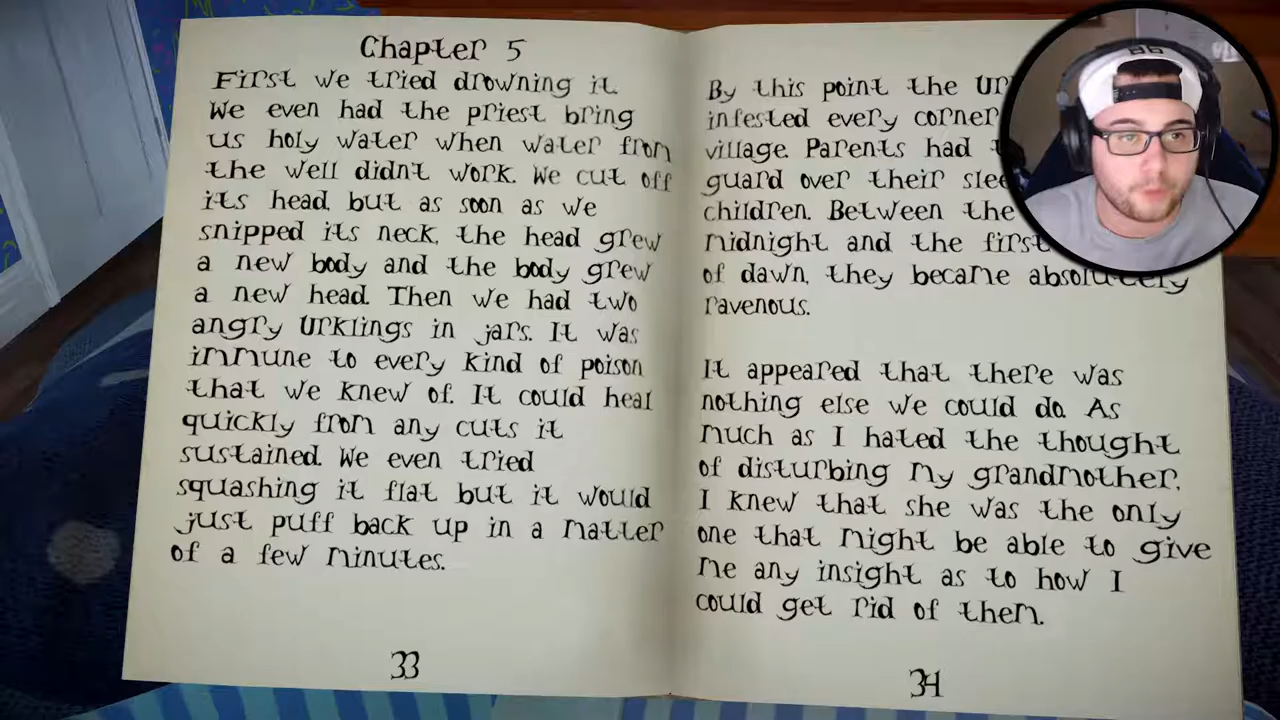 Chapter 5
First we tried drowning it.
We even had the priest bring
us holy water when water from
the well didn't work. We cut off
its head, but as soon as we
snipped its neck, the head grew
a new body and the body grew
a new head. Then we had two
angry Urklings in jars. It was
immune to every kind of poison
that we knew of. It could heal
quickly from any cuts it
sustained. We even tried
squashing it flat but it would
just puff back up in a matter
of a few minutes.
33
By this point the
infested every corner
village. Parents had
guard over their
children. Between the
midnight and the first
of dawn, they became absolutely
ravenous.
It appeared that there was
nothing else we could do. As
much as I hated the thought
of disturbing my grandmother,
I knew that she was the only
one that might be able to give
me any insight as to how I
could get rid of them.
34